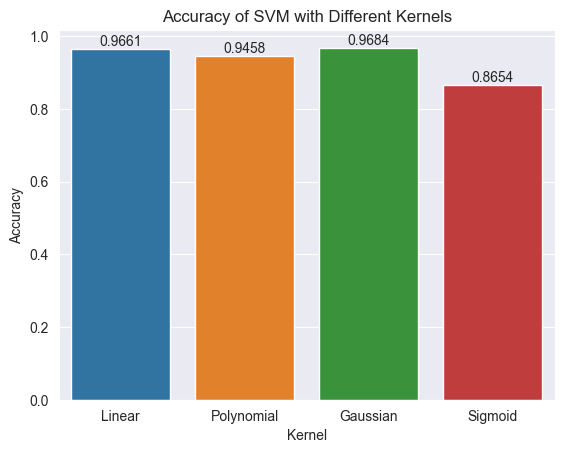 Accuracy of SVM with Different Kernels
1.0
0.8
0.6
0.4
0.2
0.0
Accuracy
0.9661
0.9458
0.9684
0.8654
Linear
Polynomial
Gaussian
Sigmoid
Kernel